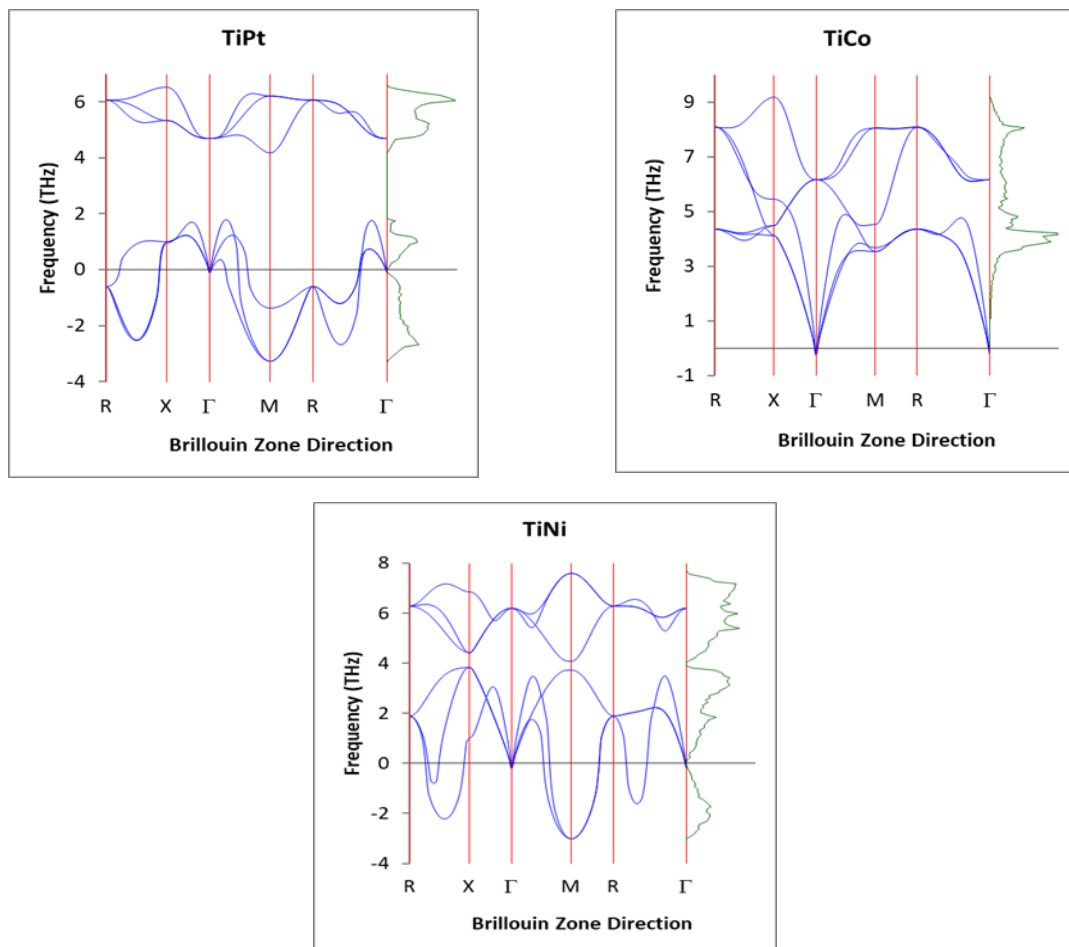 TiPt
Frequency (THz)
6
4
2
0
-2
-4
R X Γ M R Γ
Brillouin Zone Direction
TiCo
Frequency (THz)
9
7
5
3
1
-1
R X Γ M R Γ
Brillouin Zone Direction
TiNi
Frequency (THz)
8
6
4
2
0
-2
-4
R X Γ M R Γ
Brillouin Zone Direction